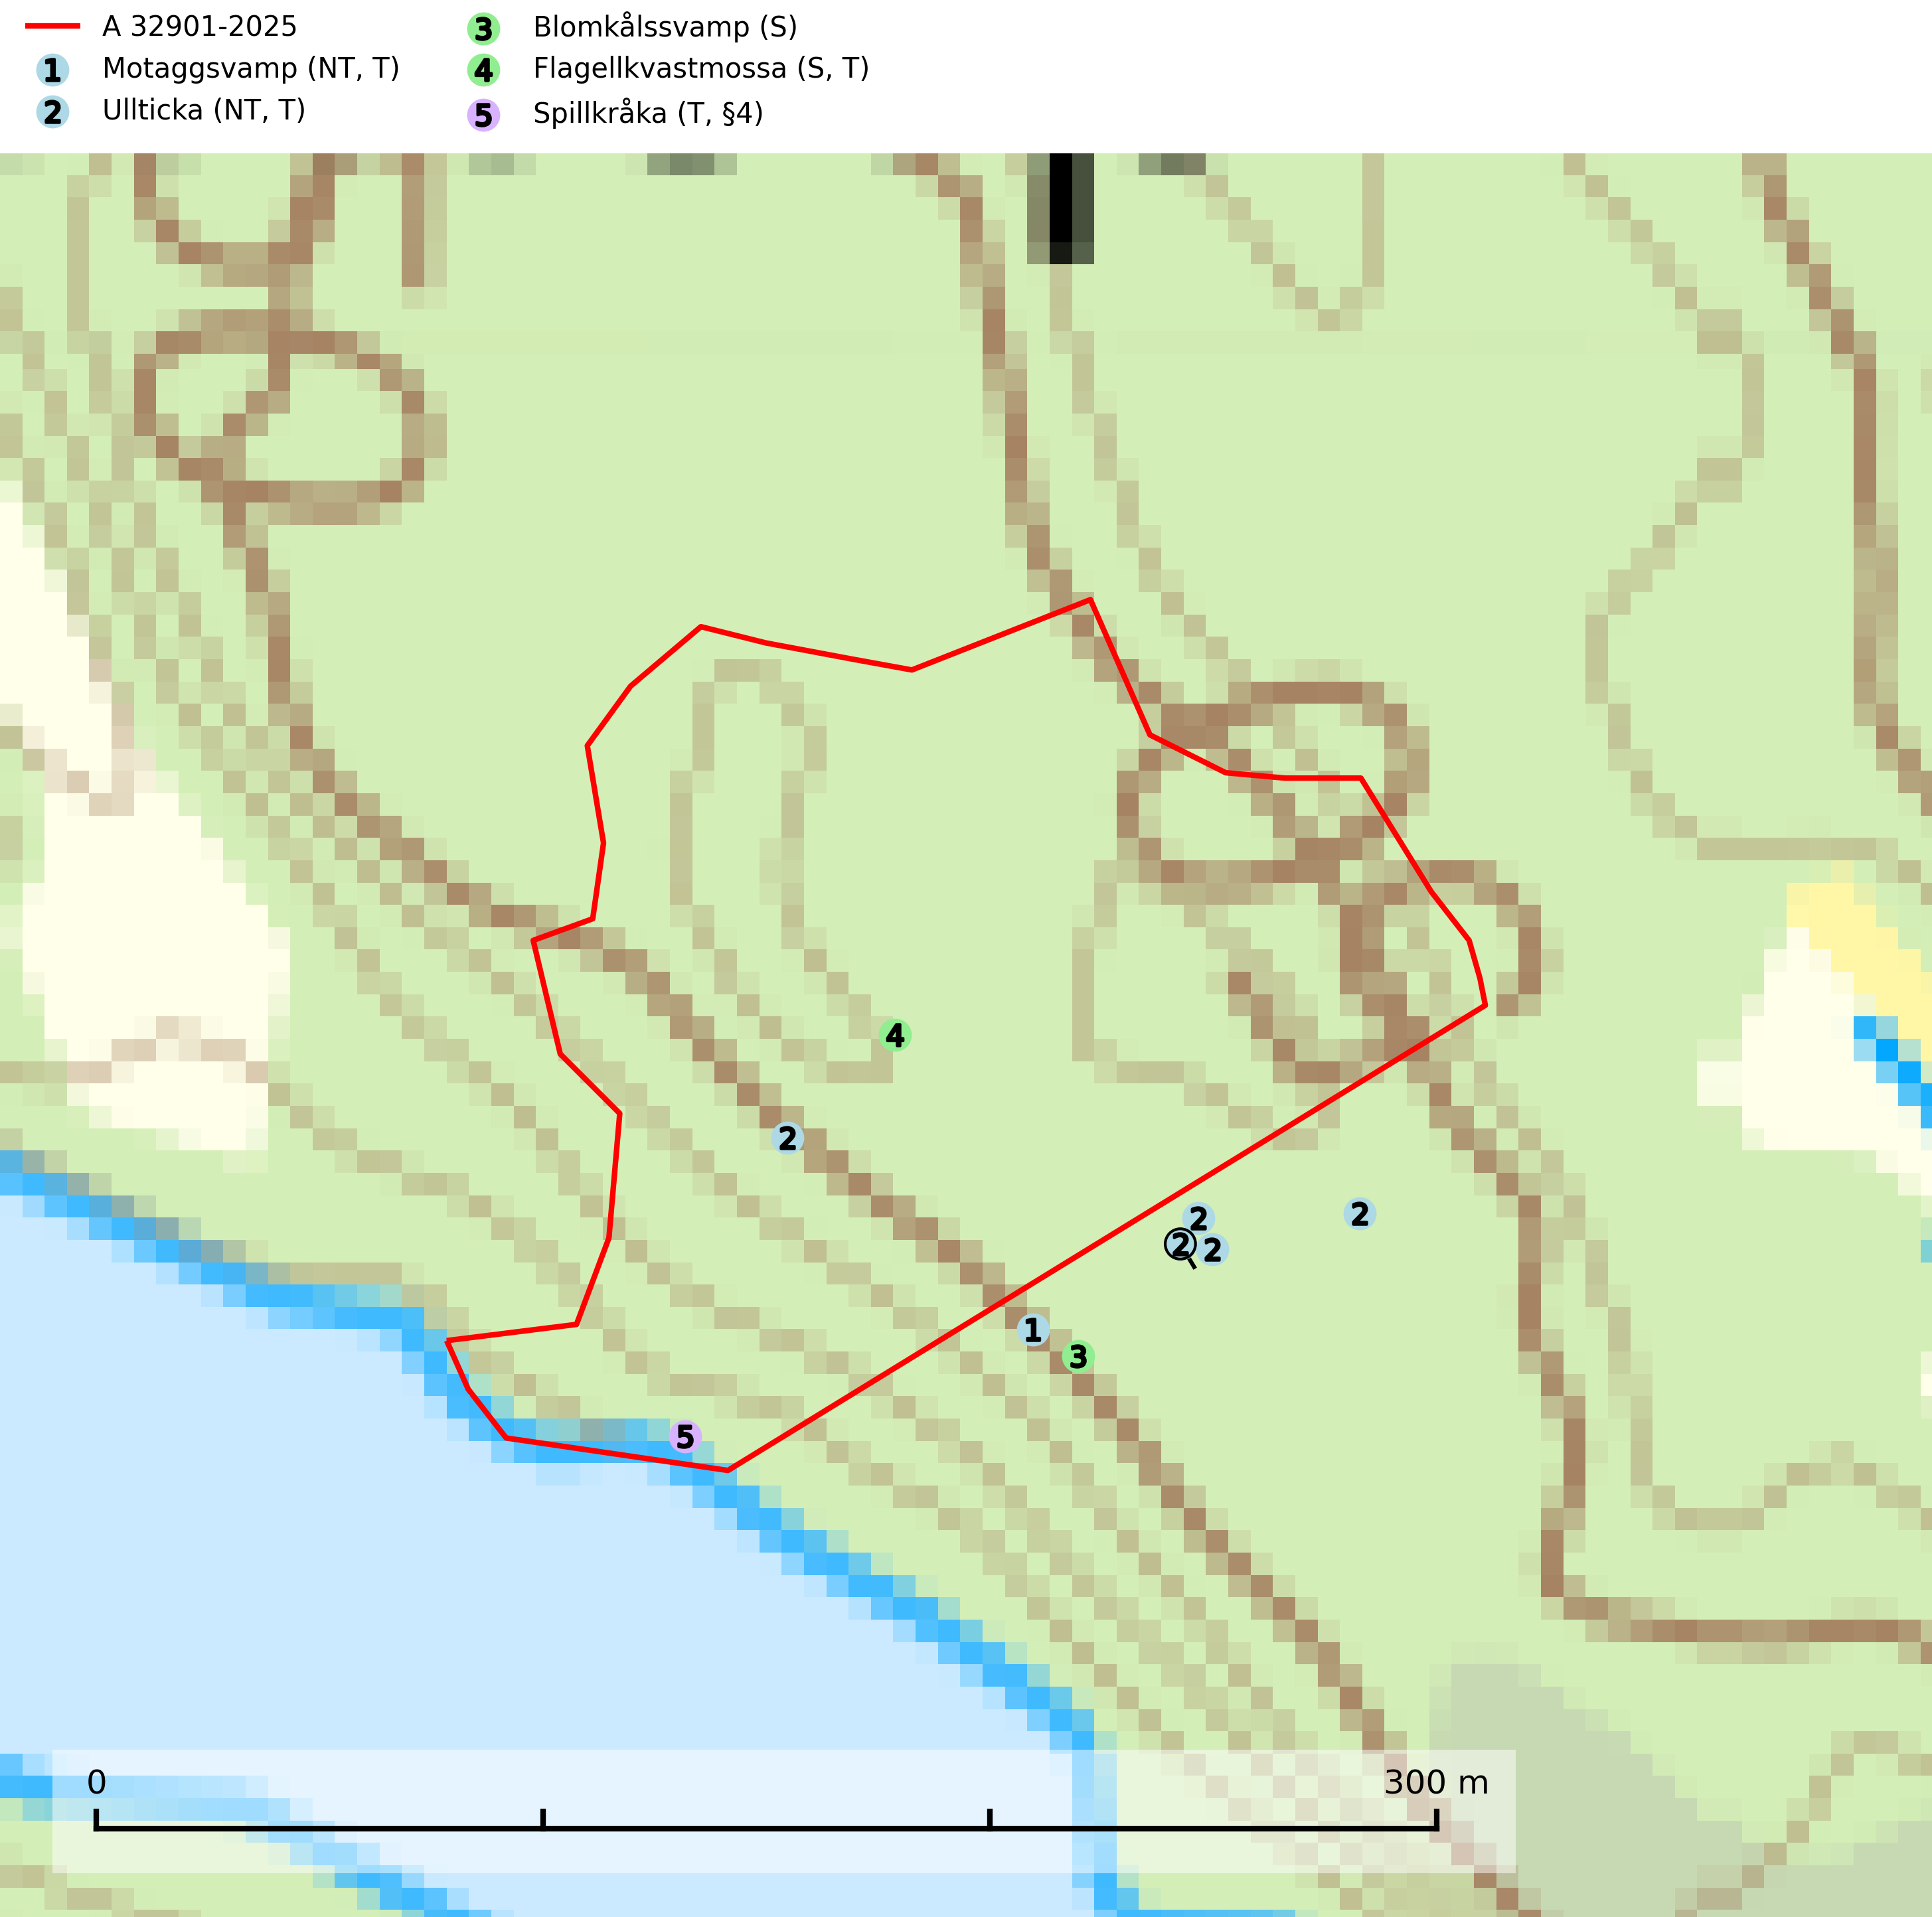 A 32901-2025
1 Motaggsvamp (NT, T)
2 Ullticka (NT, T)
3 Blomkålssvamp (S)
4 Flagellkvastmossa (S, T)
5 Spillkråka (T, §4)
4
2
2
2
2
2
1
3
5
0
300 m